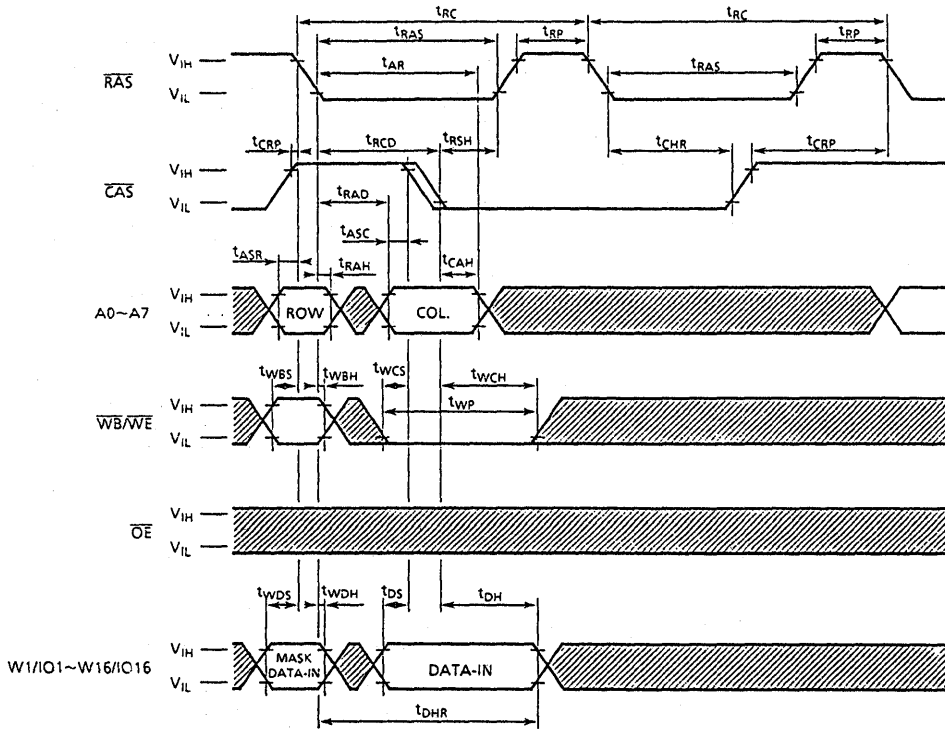 tRC tRC
tRAS tRP tRP
tAR tRAS
RAS VIH
VIL
tCRP tRCD tRSH tCHR tCRP
CAS VIH
VIL
tRAD
tASC
tASR tRAH tCAH
A0~A7 VIH
ROW COL.
VIL
tWBS tWBH tWCS tWCH
tWP
WB/WE VIH
VIL
OE VIH
VIL
tWDS tWDH tDS tDH
W1/IO1~W16/IO16 VIH
MASK
DATA-IN DATA-IN
VIL
tDHR